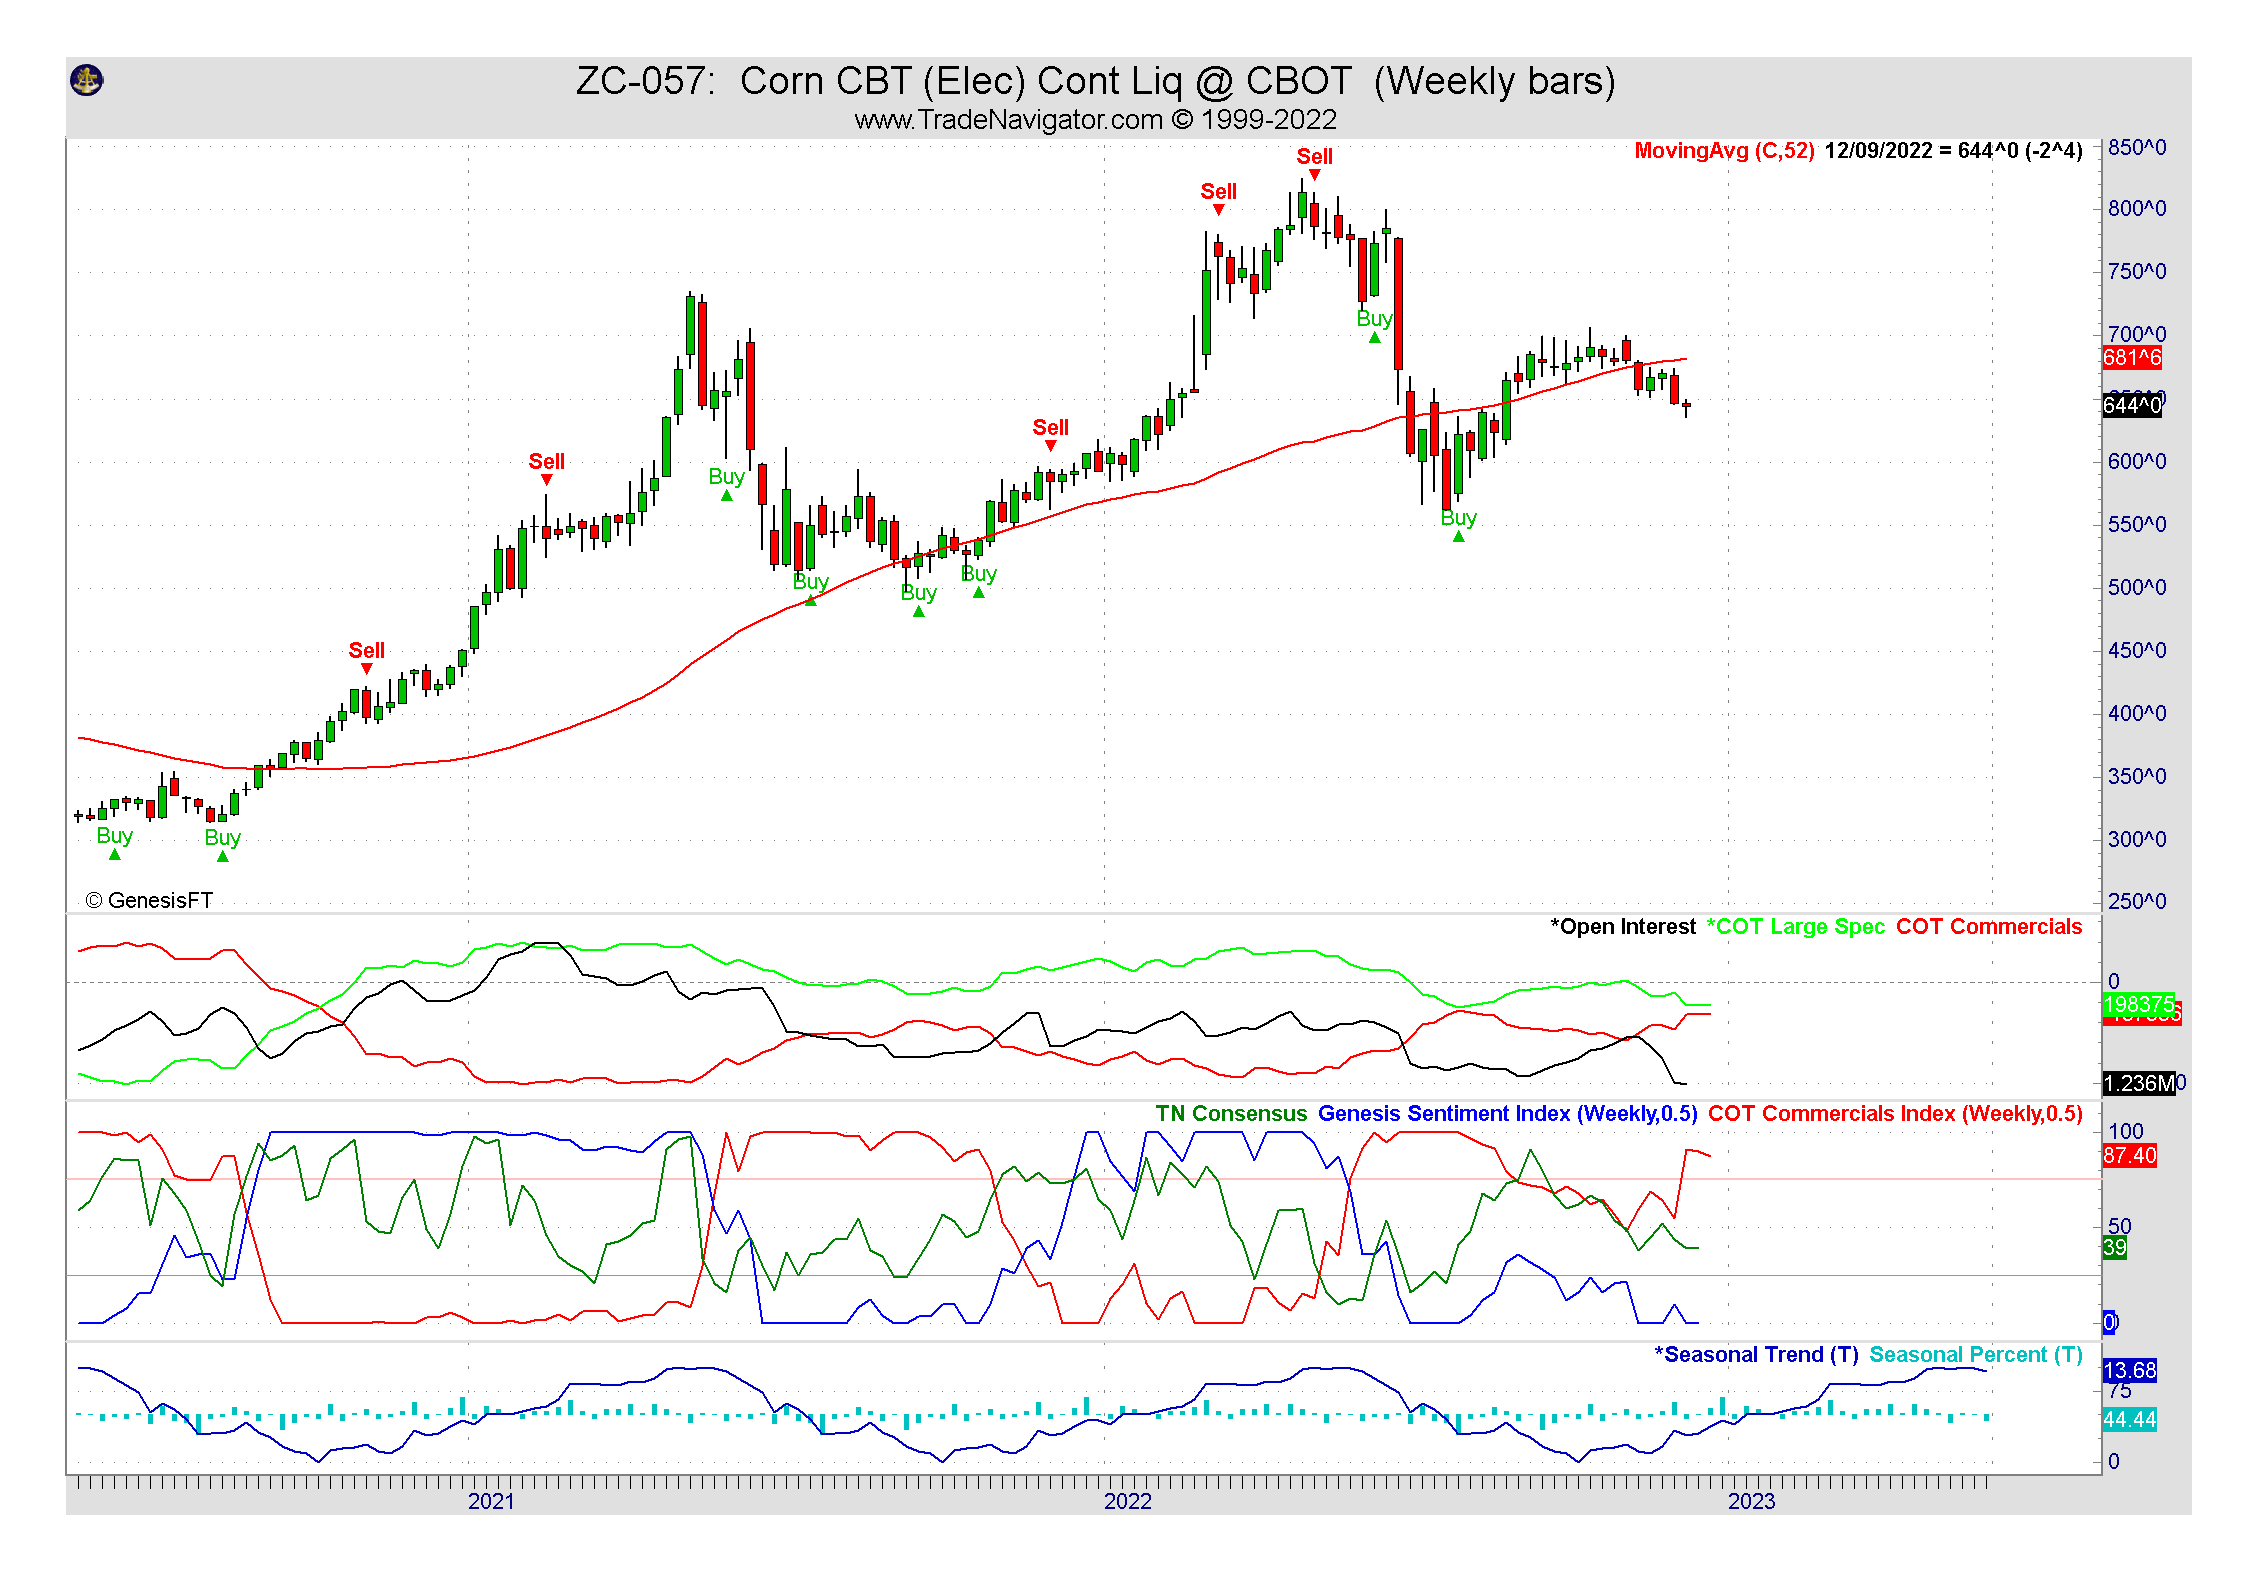 ZC-057: Corn CBT (Elec) Cont Liq @ CBOT (Weekly bars)
www.TradeNavigator.com © 1999-2022
MovingAvg (C,52) 12/09/2022 = 644^0 (-2^4)
850^0
Sell
Sell
800^0
750^0
Buy
700^0
681^6
644^0
Sell
Sell
600^0
Buy
Buy
550^0
Buy
Buy
Buy
500^0
Sell
450^0
400^0
350^0
Buy
Buy
300^0
© GenesisFT
250^0
*Open Interest *COT Large Spec COT Commercials
0
198375
1.236M
TN Consensus Genesis Sentiment Index (Weekly,0.5) COT Commercials Index (Weekly,0.5)
100
87.40
50
39
0
*Seasonal Trend (T) Seasonal Percent (T)
13.68
75
44.44
0
2021 2022 2023